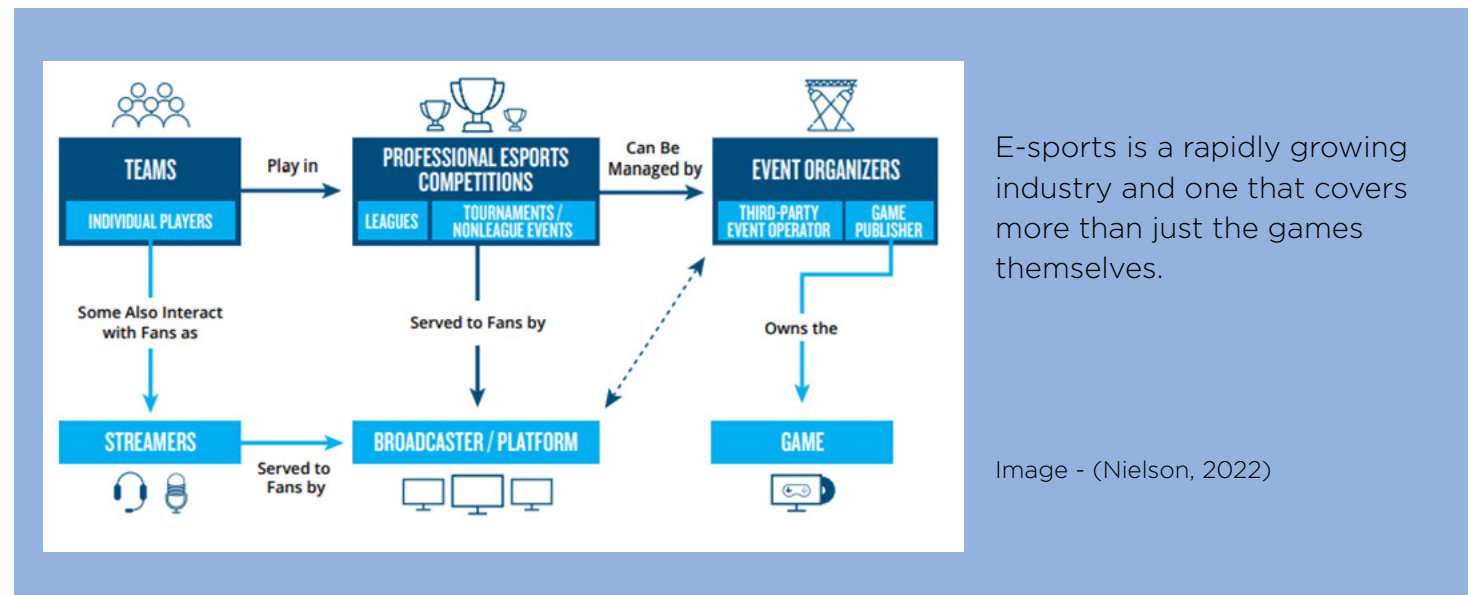 TEAMS
INDIVIDUAL PLAYERS
Play in
PROFESSIONAL ESPORTS
COMPETITIONS
LEAGUES
TOURNAMENTS /
NONLEAGUE EVENTS
Can Be
Managed by
EVENT ORGANIZERS
THIRD-PARTY
EVENT OPERATOR
GAME
PUBLISHER
Some Also Interact
with Fans as
Served to Fans by
Owns the
STREAMERS
Served to
Fans by
BROADCASTER / PLATFORM
GAME
E-sports is a rapidly growing
industry and one that covers
more than just the games
themselves.
Image - (Nielson, 2022)